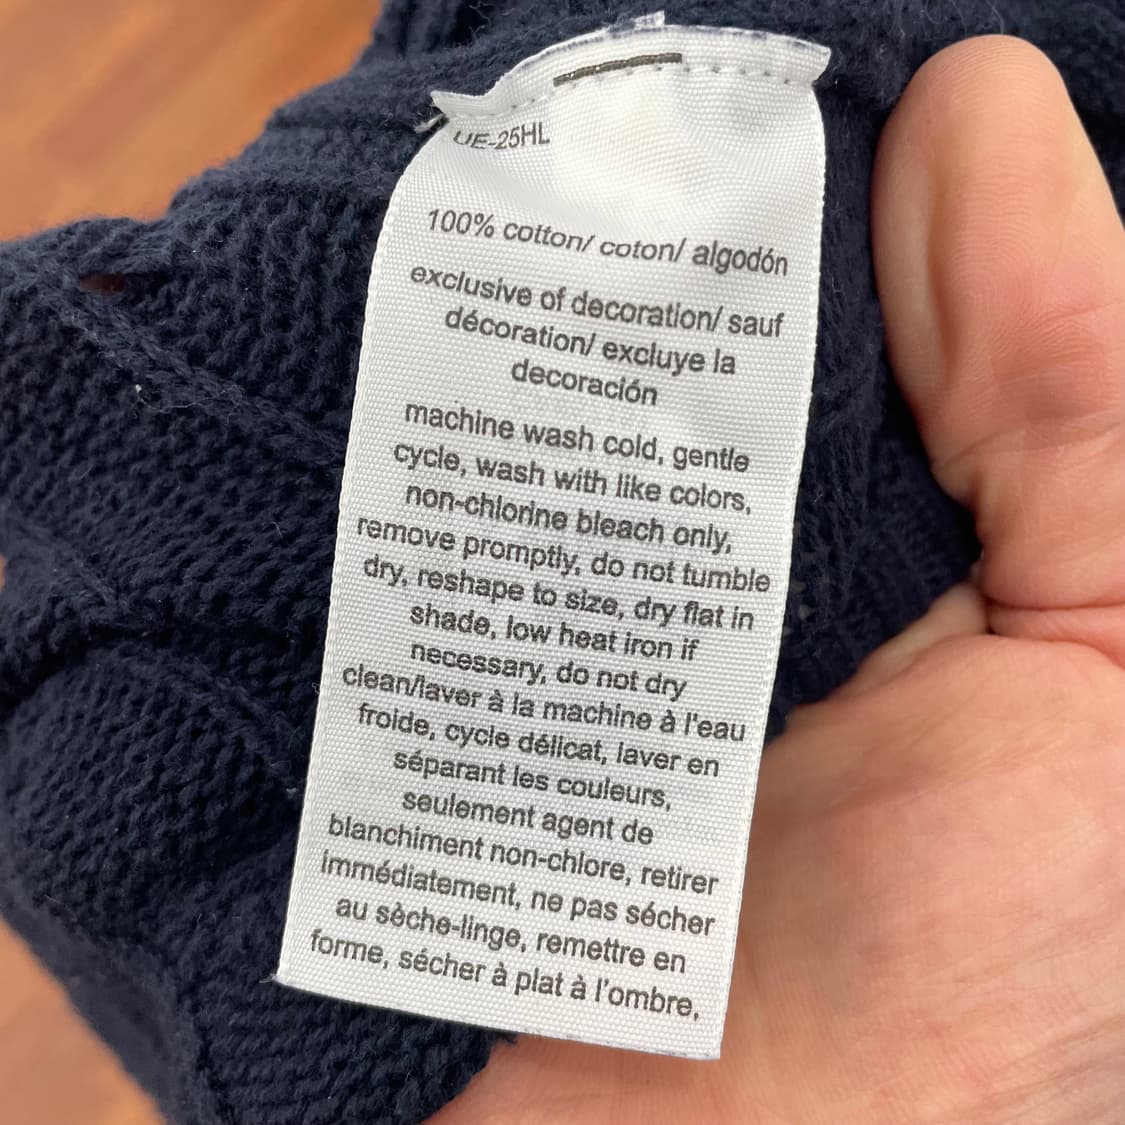 UE-25HL
100% cotton/ coton/ algodón
exclusive of decoration/ sauf
décoration/ excluye la
decoración
machine wash cold, gentle
cycle, wash with like colors,
non-chlorine bleach only,
remove promptly, do not tumble
dry, reshape to size, dry flat in
shade, low heat iron if
necessary, do not dry
clean/laver à la machine à l'eau
froide, cycle délicat, laver en
séparant les couleurs,
seulement agent de
blanchiment non-chlore, retirer
immédiatement, ne pas sécher
au sèche-linge, remettre en
forme, sécher à plat à l'ombre,